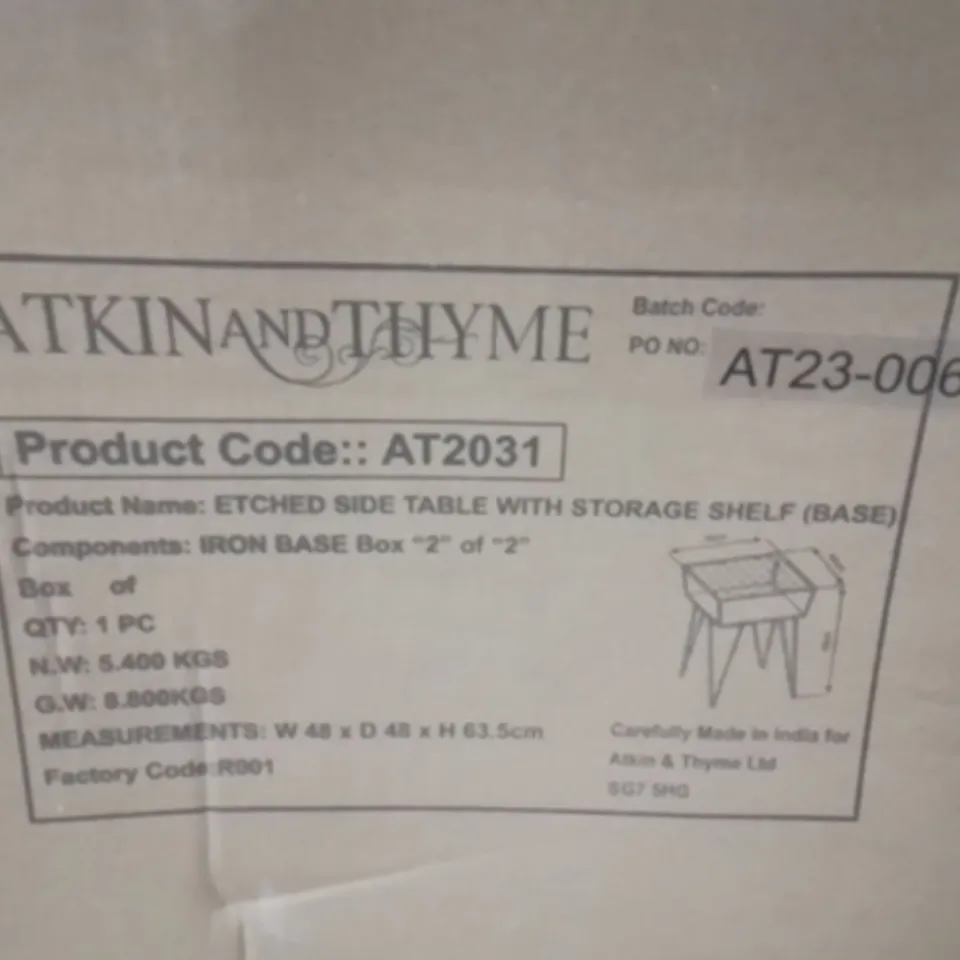 ATKIN AND THYME
Batch Code:
PO NO: AT23-006
Product Code:: AT2031
Product Name: ETCHED SIDE TABLE WITH STORAGE SHELF (BASE)
Components: IRON BASE Box "2" of "2"
Box of
QTY: 1 PC
N.W: 5.400 KGS
G.W: 8.800KGS
MEASUREMENTS: W 48 x D 48 x H 63.5cm
Factory Code:R001
Carefully Made in India for
Atkin & Thyme Ltd
SG7 5HG